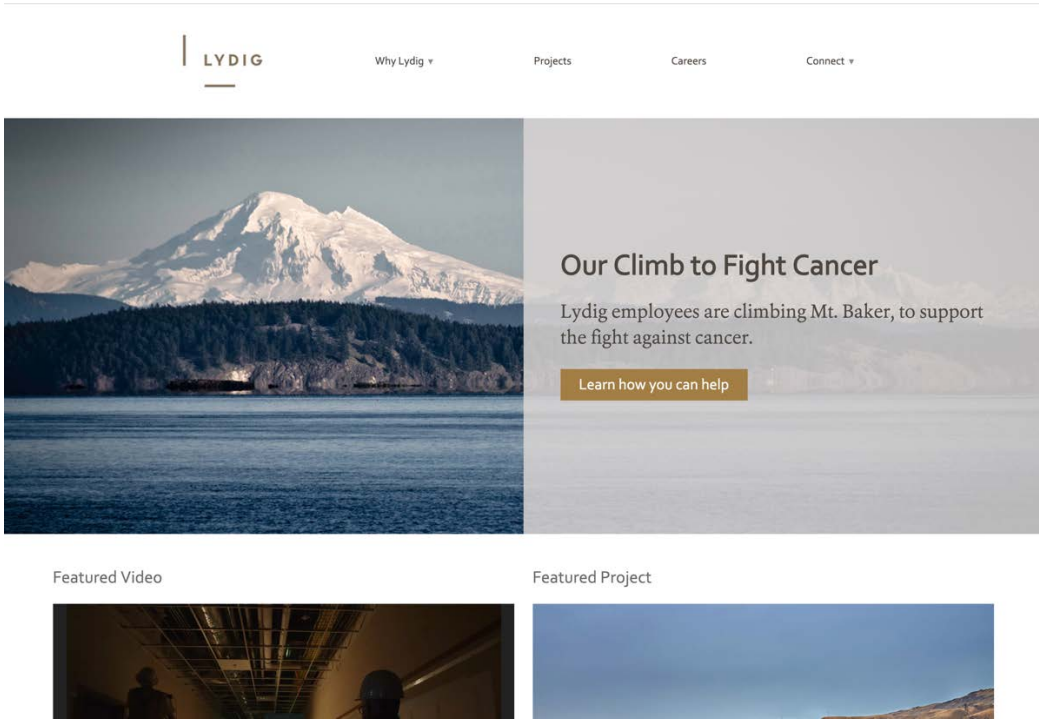 LYDIG
Why Lydig ▾
Projects
Careers
Connect ▾
Our Climb to Fight Cancer
Lydig employees are climbing Mt. Baker, to support
the fight against cancer.
Learn how you can help
Featured Video
Featured Project